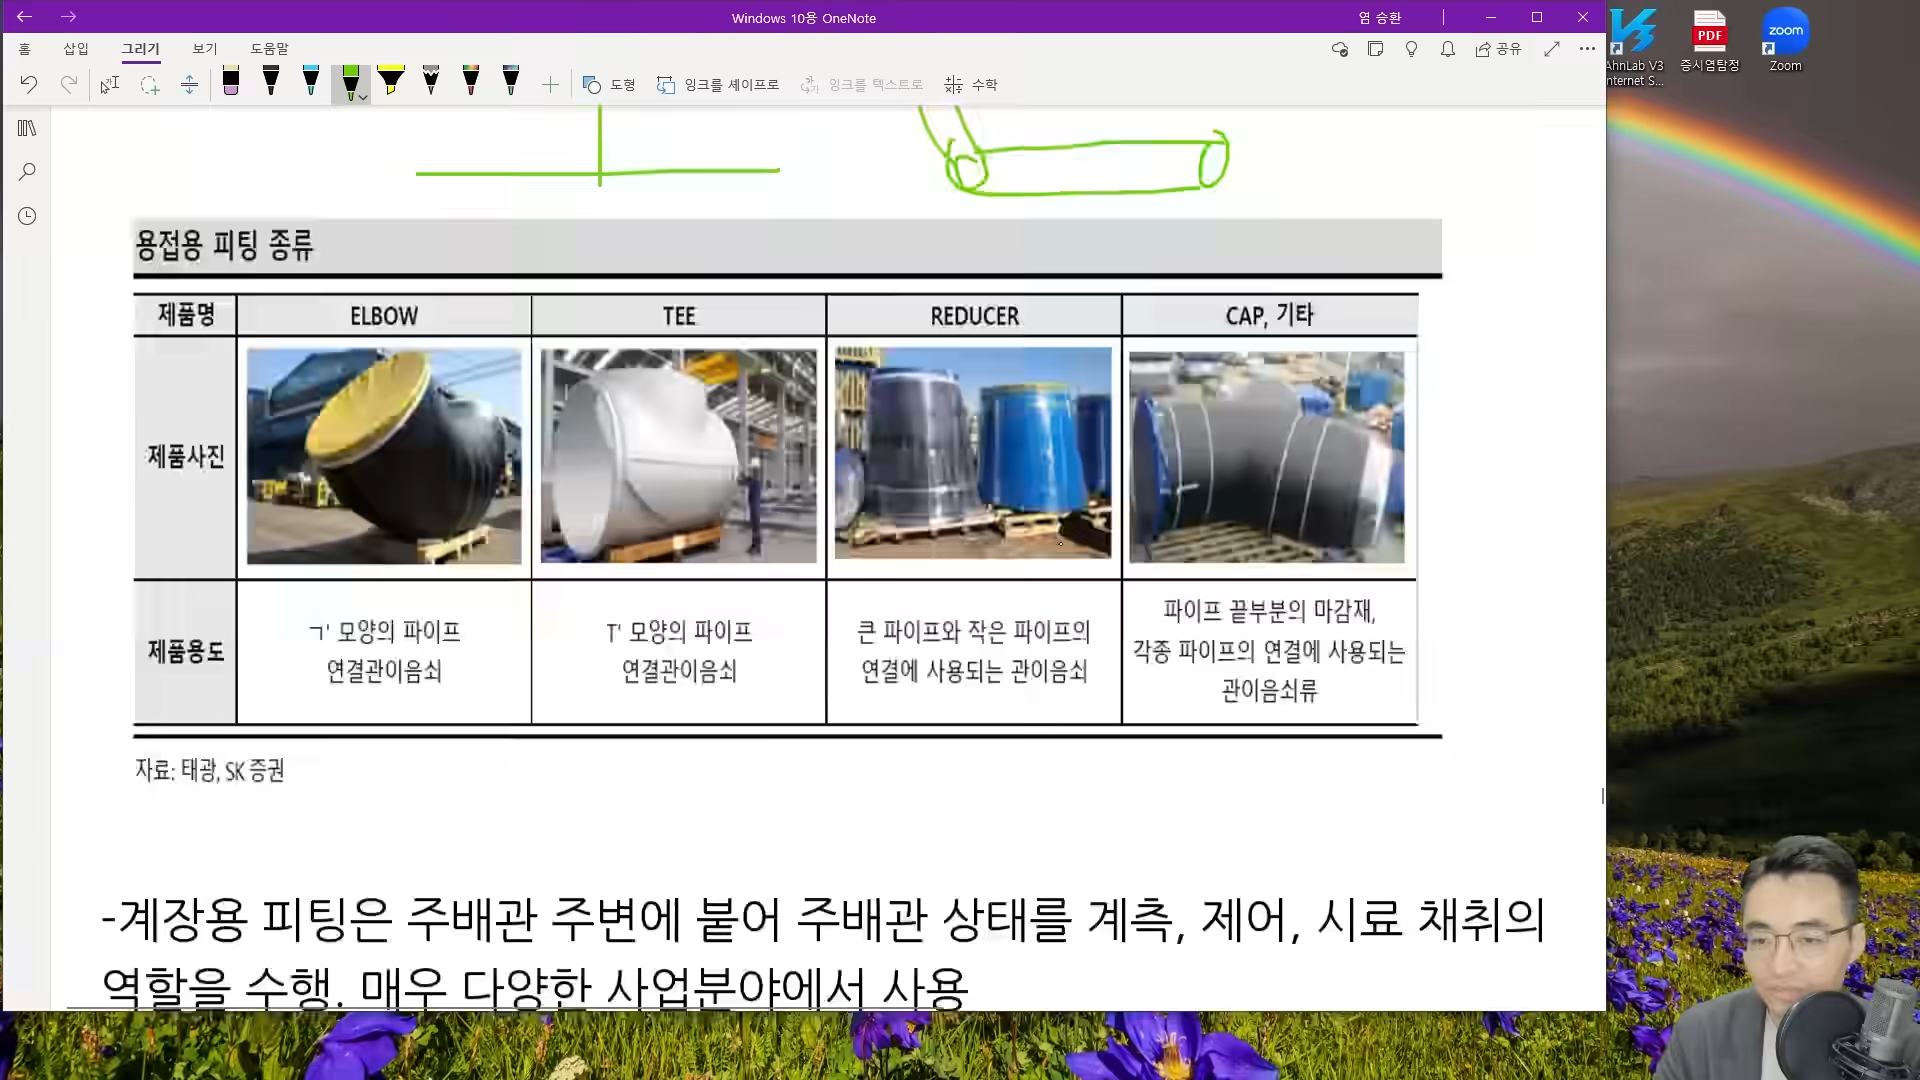 Windows 10용 OneNote
염 승환
홈 삽입 그리기 보기 도움말
공유
도형 잉크를 셰이프로 잉크를 텍스트로 수학
AhnLab V3
Internet S...
PDF
증시염탐정
zoom
Zoom
용접용 피팅 종류
제품명 ELBOW TEE REDUCER CAP, 기타
제품사진
제품용도
ㄱ' 모양의 파이프
연결관이음쇠
T' 모양의 파이프
연결관이음쇠
큰 파이프와 작은 파이프의
연결에 사용되는 관이음쇠
파이프 끝부분의 마감재,
각종 파이프의 연결에 사용되는
관이음쇠류
자료: 태광, SK증권
-계장용 피팅은 주배관 주변에 붙어 주배관 상태를 계측, 제어, 시료 채취의
역할을 수행. 매우 다양한 사업분야에서 사용